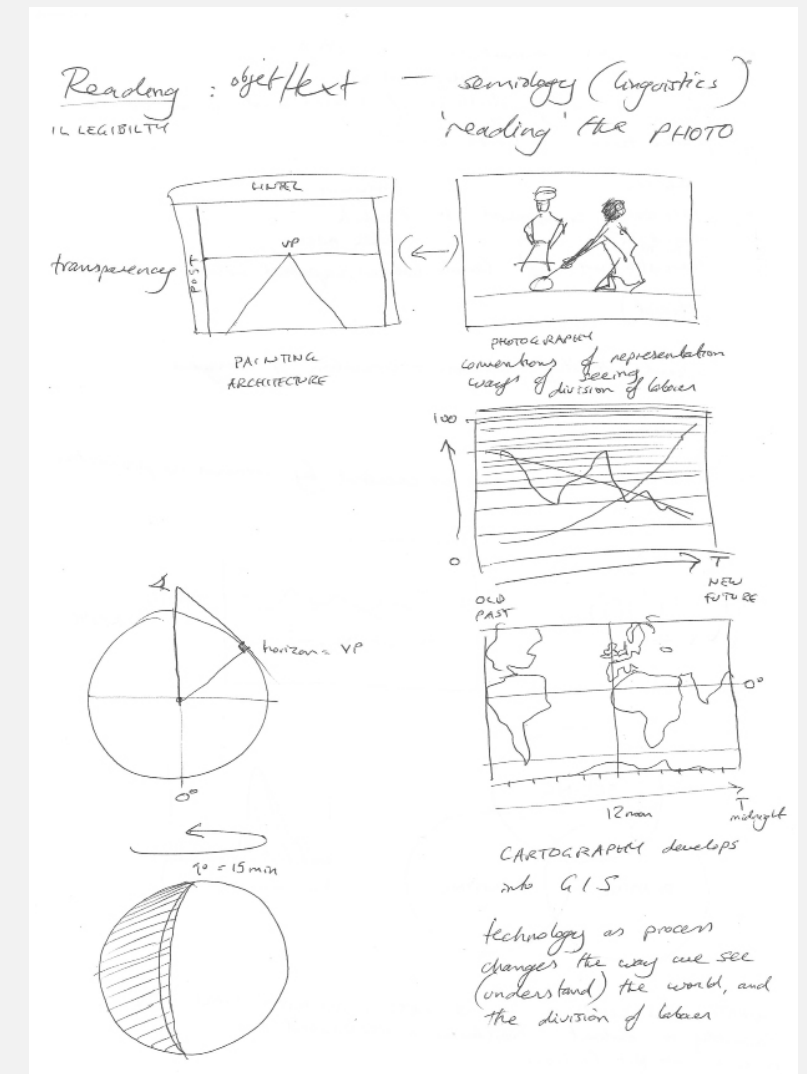 Reading : objet/text — semiology (linguistics)
IL LEGIBILTY 'reading' the PHOTO
LINTEL
VP
transparency
POST
PAINTING
ARCHITECTURE
PHOTOGRAPHY
conventions of representation
ways of seeing
division of labour
100
0
T
OLD
PAST
NEW
FUTURE
horizon = VP
0°
0°
12 noon
T
midnight
= 15 min
CARTOGRAPHY develops
into GIS
technology as process
changes the way we see
(understand) the world, and
the division of labour